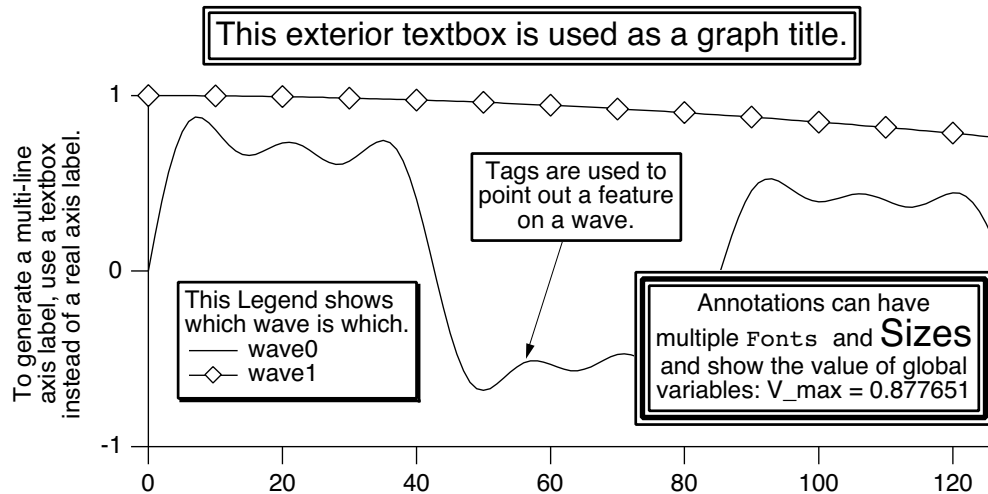 This exterior textbox is used as a graph title.
To generate a multi-line
axis label, use a textbox
instead of a real axis label.
1
0
-1
Tags are used to
point out a feature
on a wave.
This Legend shows
which wave is which.
wave0
wave1
Annotations can have
multiple Fonts and Sizes
and show the value of global
variables: V_max = 0.877651
0 20 40 60 80 100 120